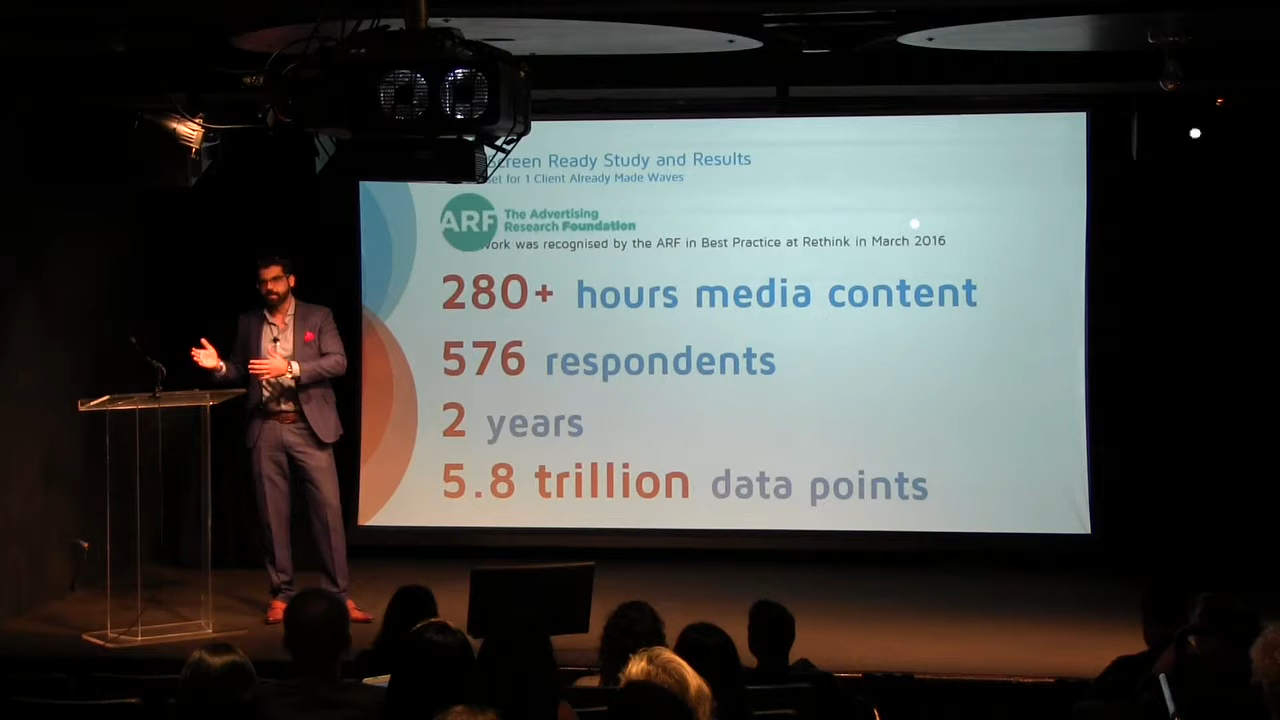 Screen Ready Study and Results
set for 1 Client Already Made Waves
ARF The Advertising
Research Foundation
work was recognised by the ARF in Best Practice at Rethink in March 2016
280+ hours media content
576 respondents
2 years
5.8 trillion data points